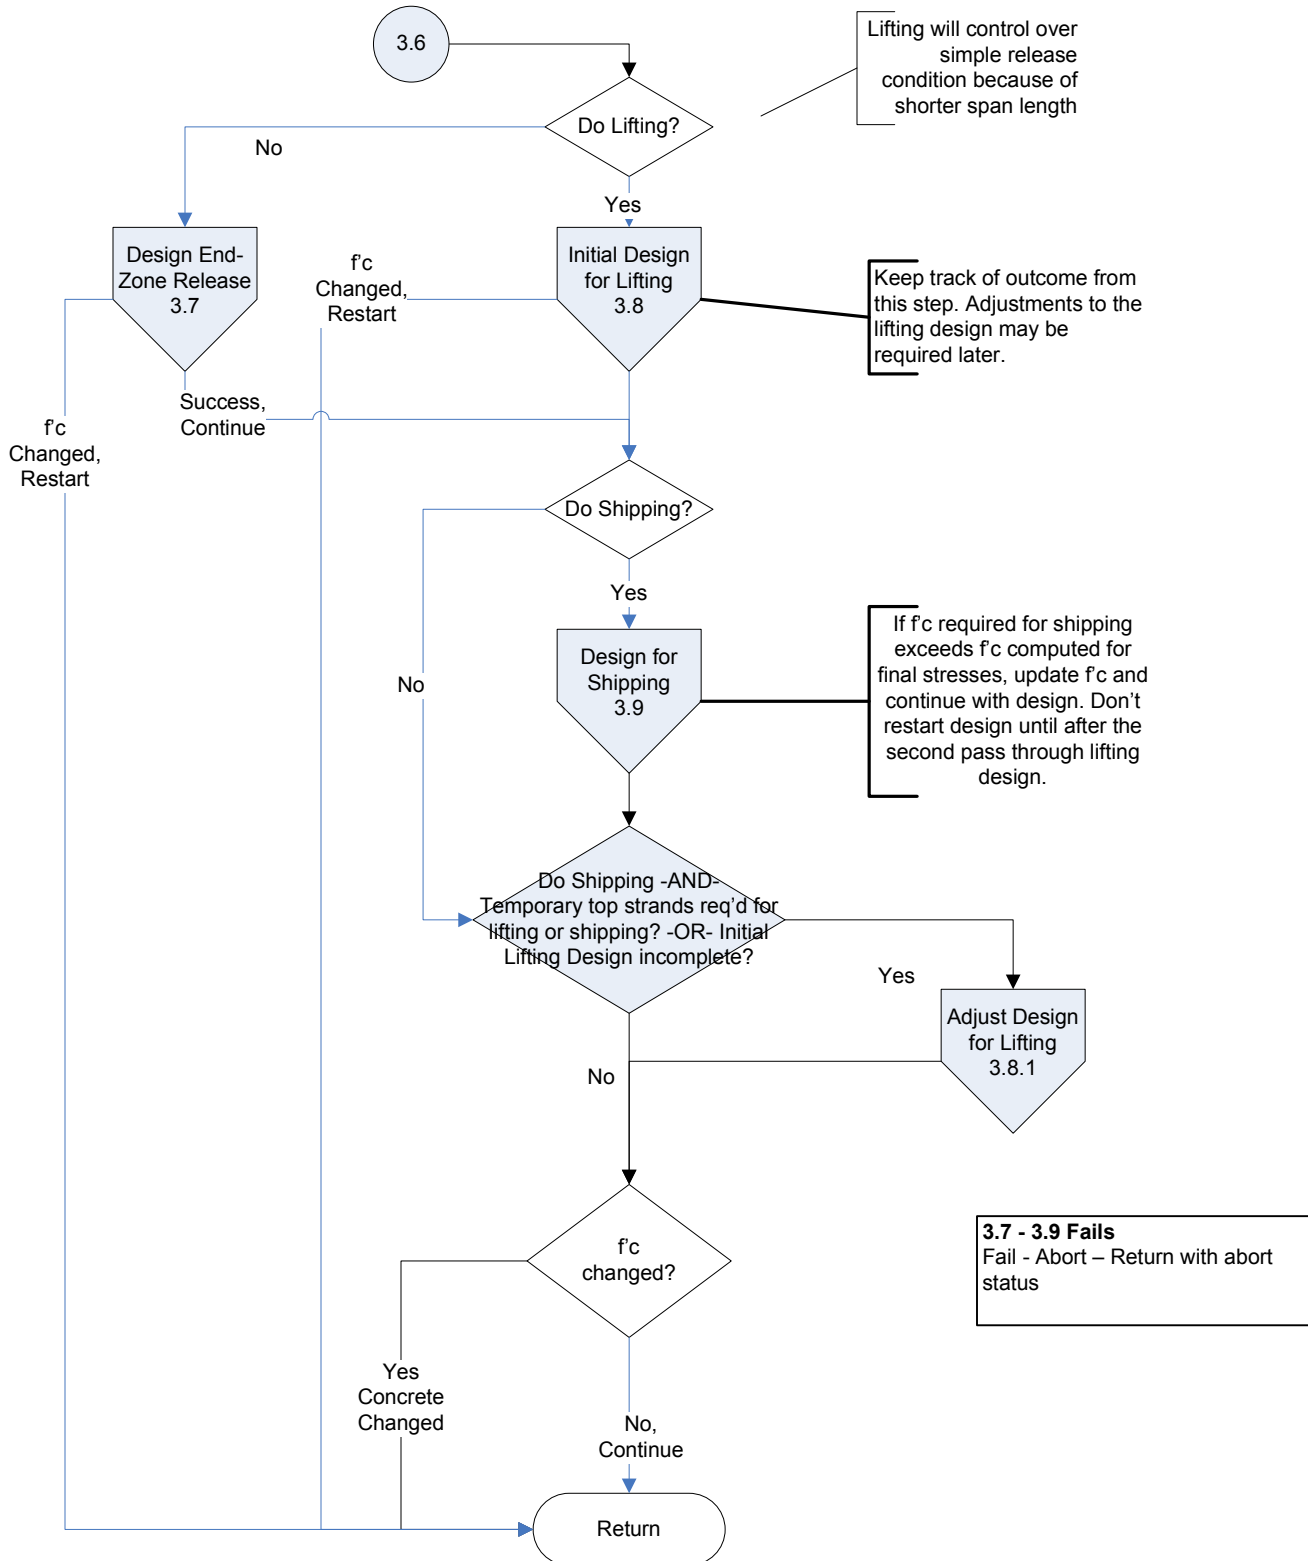 3.6
Lifting will control over
simple release
condition because of
shorter span length
Do Lifting?
No
Yes
Design End-
Zone Release
3.7
f'c
Changed,
Restart
Initial Design
for Lifting
3.8
Keep track of outcome from
this step. Adjustments to the
lifting design may be
required later.
Success,
Continue
f'c
Changed,
Restart
Do Shipping?
Yes
No
Design for
Shipping
3.9
If f'c required for shipping
exceeds f'c computed for
final stresses, update f'c and
continue with design. Don't
restart design until after the
second pass through lifting
design.
Do Shipping -AND-
Temporary top strands req'd for
lifting or shipping? -OR- Initial
Lifting Design incomplete?
Yes
Adjust Design
for Lifting
3.8.1
No
f'c
changed?
3.7 - 3.9 Fails
Fail - Abort – Return with abort
status
Yes
Concrete
Changed
No,
Continue
Return